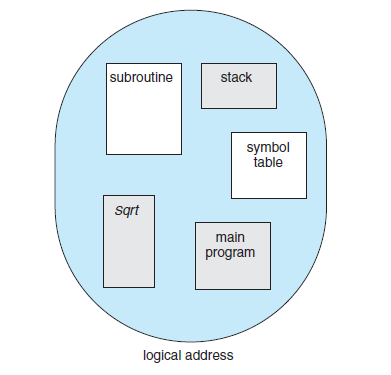 subroutine
stack
symbol
table
Sqrt
main
program
logical address